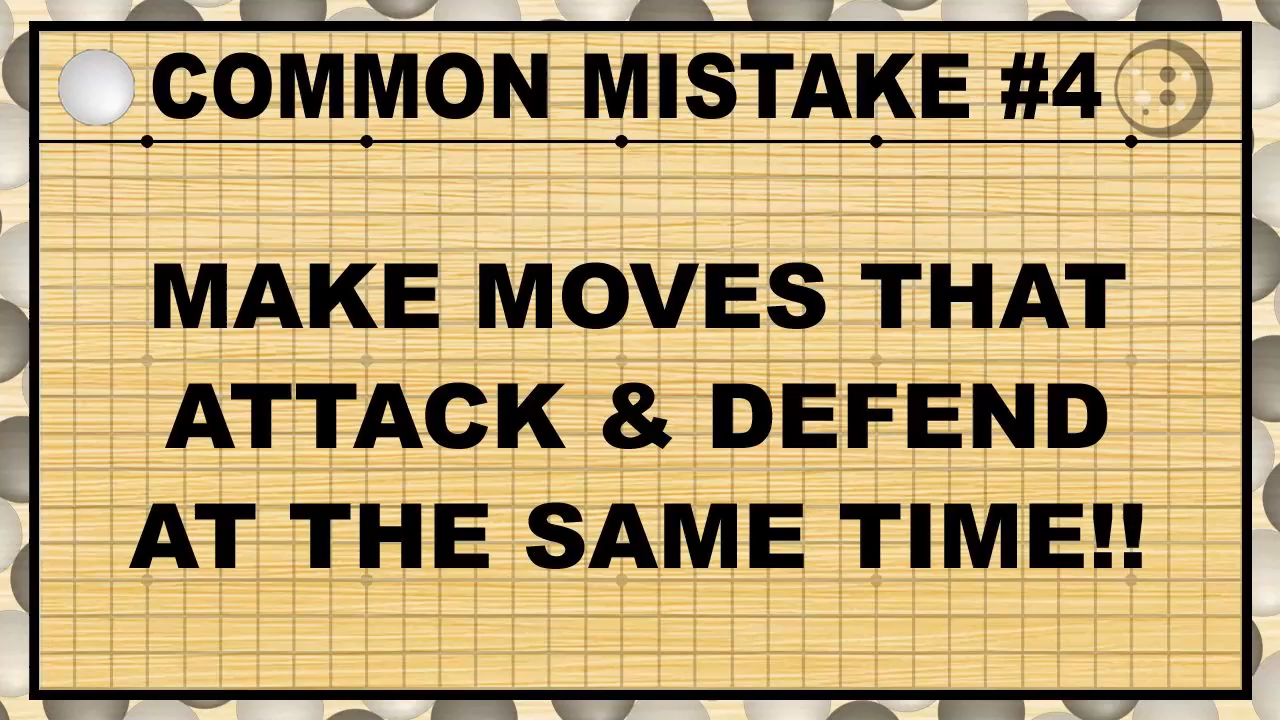 COMMON MISTAKE #4
MAKE MOVES THAT
ATTACK & DEFEND
AT THE SAME TIME!!